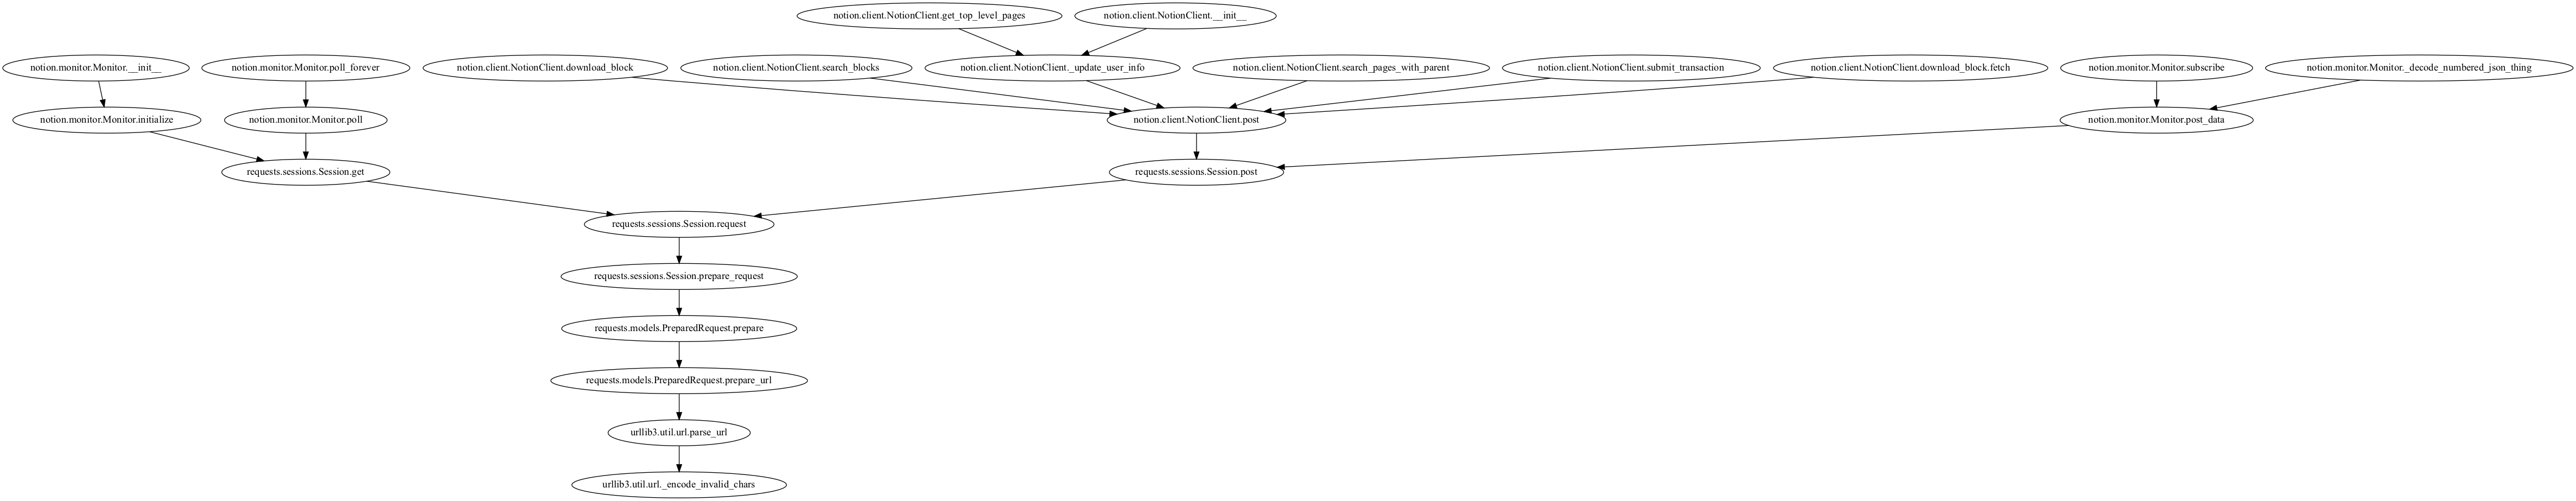 notion.client.NotionClient.get_top_level_pages
notion.client.NotionClient.__init__
notion.monitor.Monitor.__init__
notion.monitor.Monitor.poll_forever
notion.client.NotionClient.download_block
notion.client.NotionClient.search_blocks
notion.client.NotionClient._update_user_info
notion.client.NotionClient.search_pages_with_parent
notion.client.NotionClient.submit_transaction
notion.client.NotionClient.download_block.fetch
notion.monitor.Monitor.subscribe
notion.monitor.Monitor._decode_numbered_json_thing
notion.monitor.Monitor.initialize
notion.monitor.Monitor.poll
notion.client.NotionClient.post
notion.monitor.Monitor.post_data
requests.sessions.Session.get
requests.sessions.Session.post
requests.sessions.Session.request
requests.sessions.Session.prepare_request
requests.models.PreparedRequest.prepare
requests.models.PreparedRequest.prepare_url
urllib3.util.url.parse_url
urllib3.util.url._encode_invalid_chars